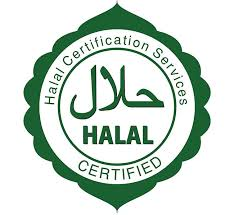 Halal Certification Services
حلال
HALAL
CERTIFIED